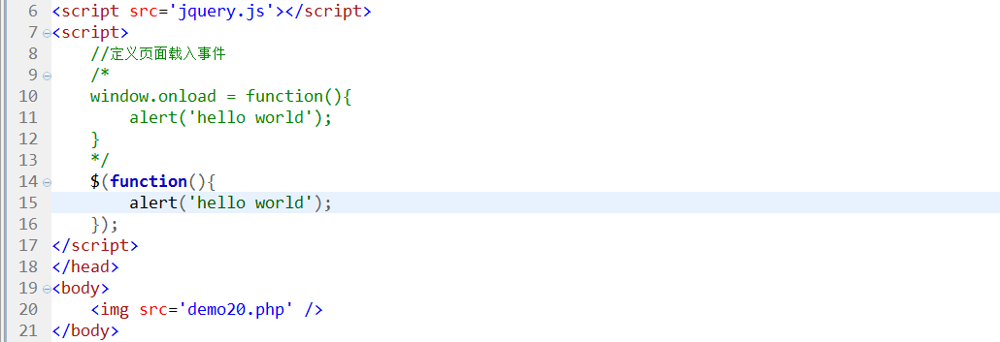 6 <script src='jquery.js'></script>
7 <script>
8 //定义页面载入事件
9 /*
10 window.onload = function(){
11 alert('hello world');
12 }
13 */
14 $(function(){
15 alert('hello world');
16 });
17 </script>
18 </head>
19 <body>
20 <img src='demo20.php' />
21 </body>